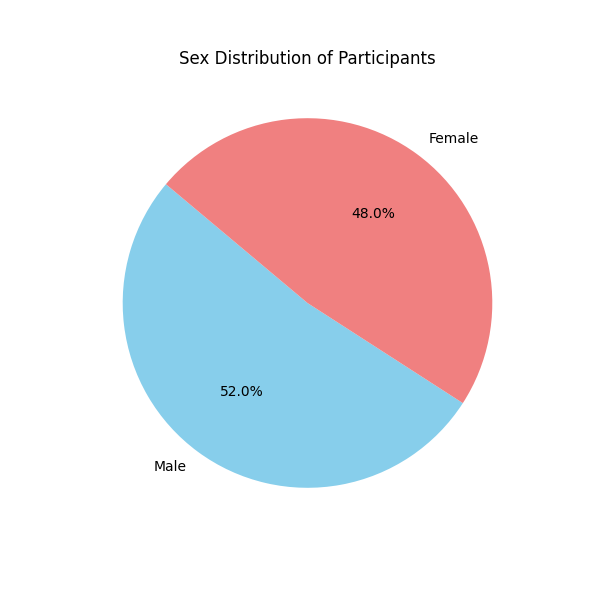 Sex Distribution of Participants
Female
48.0%
52.0%
Male